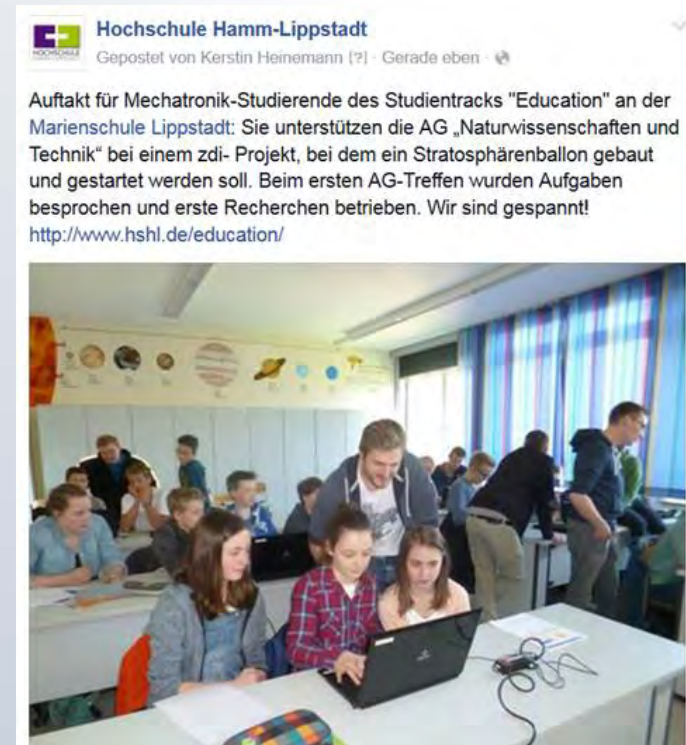 Hochschule Hamm-Lippstadt
Gepostet von Kerstin Heinemann [?] · Gerade eben ·
Auftakt für Mechatronik-Studierende des Studientracks "Education" an der
Marienschule Lippstadt: Sie unterstützen die AG „Naturwissenschaften und
Technik“ bei einem zdi- Projekt, bei dem ein Stratosphärenballon gebaut
und gestartet werden soll. Beim ersten AG-Treffen wurden Aufgaben
besprochen und erste Recherchen betrieben. Wir sind gespannt!
http://www.hshl.de/education/